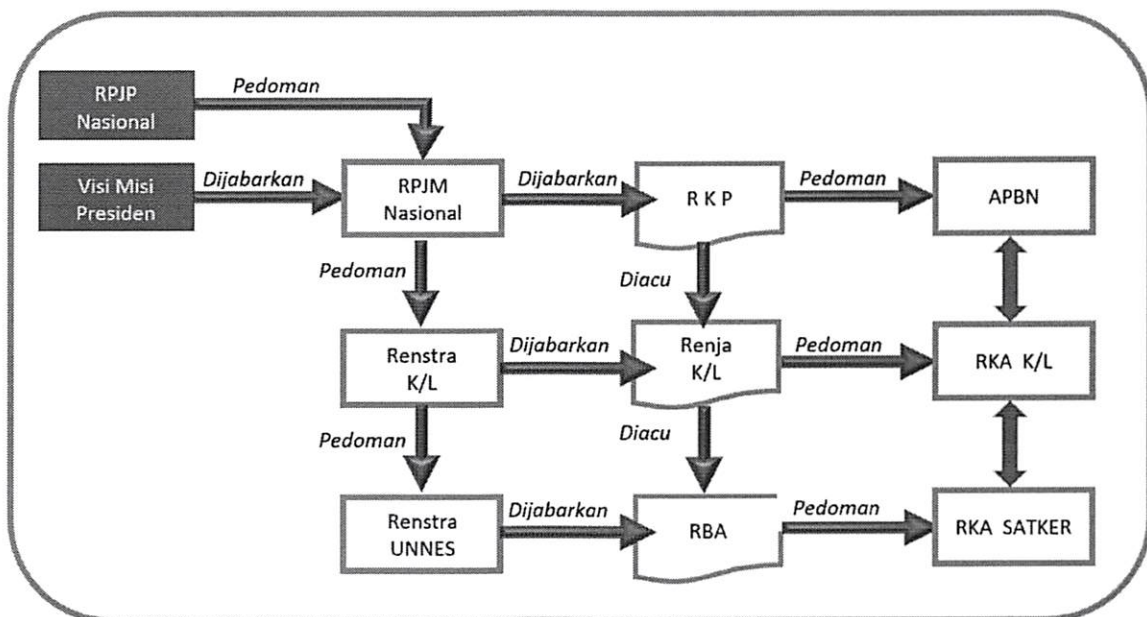 Pedoman
RPJP
Nasional
Visi Misi
Presiden
Dijabarkan
RPJM
Nasional
Dijabarkan
R K P
Pedoman
APBN
Pedoman
Diacu
Renstra
K/L
Dijabarkan
Renja
K/L
Pedoman
RKA K/L
Pedoman
Diacu
Renstra
UNNES
Dijabarkan
RBA
Pedoman
RKA SATKER